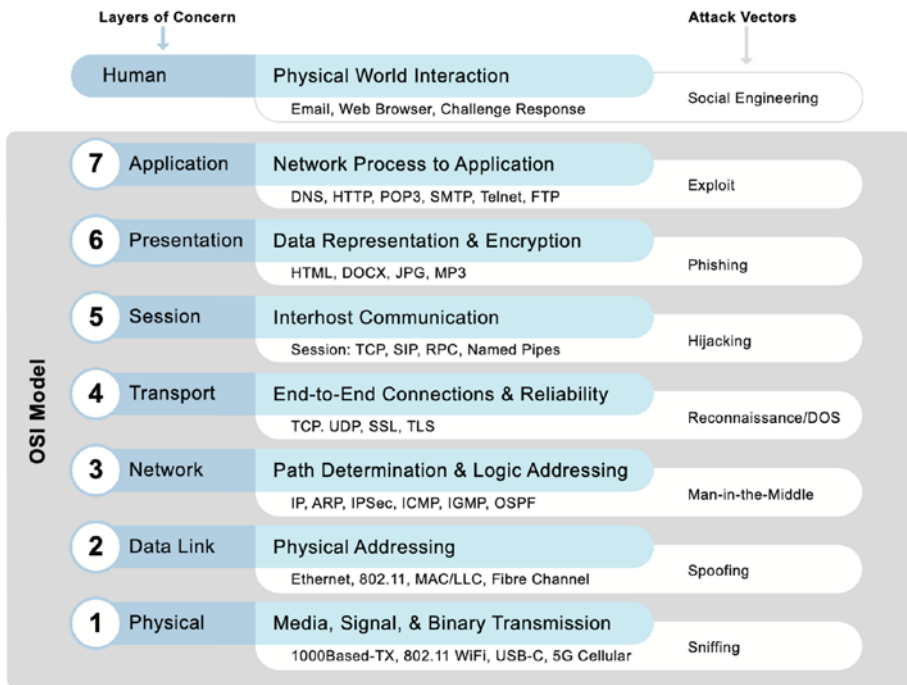 Layers of Concern
Attack Vectors
Human
Physical World Interaction
Email, Web Browser, Challenge Response
Social Engineering
OSI Model
7
Application
Network Process to Application
DNS, HTTP, POP3, SMTP, Telnet, FTP
Exploit
6
Presentation
Data Representation & Encryption
HTML, DOCX, JPG, MP3
Phishing
5
Session
Interhost Communication
Session: TCP, SIP, RPC, Named Pipes
Hijacking
4
Transport
End-to-End Connections & Reliability
TCP. UDP, SSL, TLS
Reconnaissance/DOS
3
Network
Path Determination & Logic Addressing
IP, ARP, IPSec, ICMP, IGMP, OSPF
Man-in-the-Middle
2
Data Link
Physical Addressing
Ethernet, 802.11, MAC/LLC, Fibre Channel
Spoofing
1
Physical
Media, Signal, & Binary Transmission
1000Based-TX, 802.11 WiFi, USB-C, 5G Cellular
Sniffing